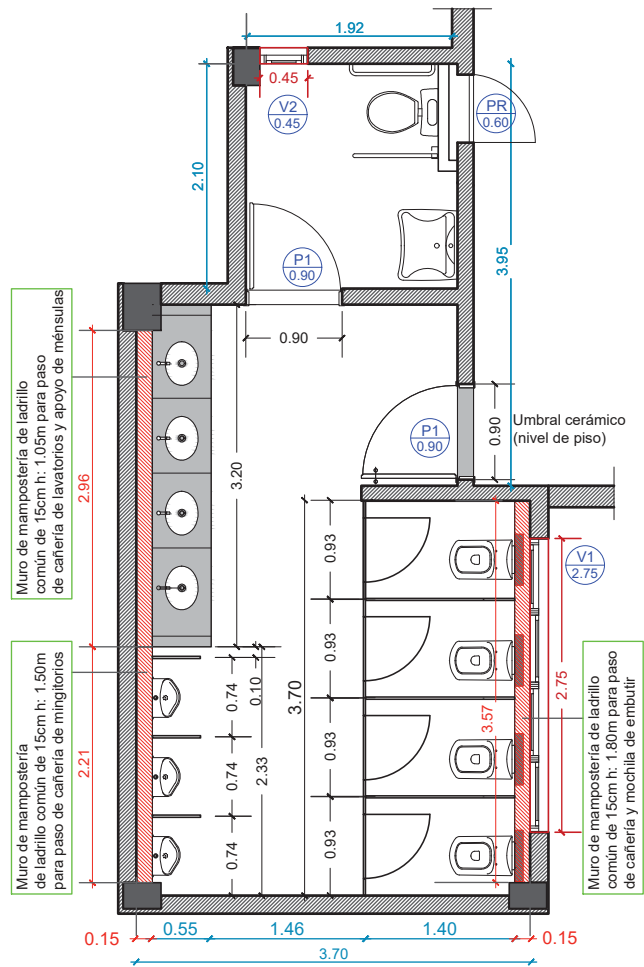 1.92
0.45
V2
0.45
PR
0.60
2.10
3.95
P1
0.90
0.90
Muro de mampostería de ladrillo
común de 15cm h: 1.05m para paso
de cañería de lavatorios y apoyo de ménsulas
2.96
3.20
P1
0.90
0.90
Umbral cerámico
(nivel de piso)
0.93
0.93
0.93
0.93
V1
2.75
2.75
3.57
3.70
0.10
0.74
0.74
0.74
2.33
2.21
Muro de mampostería
de ladrillo común de 15cm h: 1.50m
para paso de cañería de mingitorios
Muro de mampostería de ladrillo
común de 15cm h: 1.80m para paso
de cañería y mochila de embutir
0.15
0.55
1.46
1.40
0.15
3.70